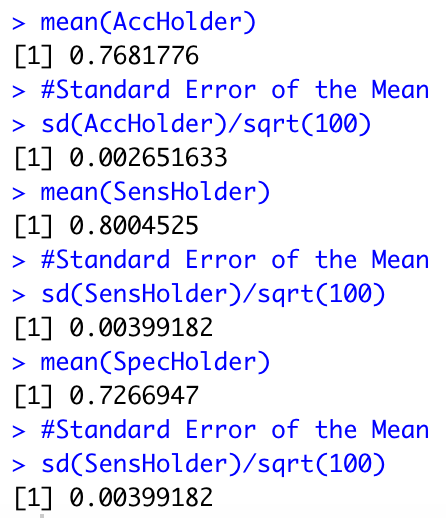 > mean(AccHolder)
[1] 0.7681776
> #Standard Error of the Mean
> sd(AccHolder)/sqrt(100)
[1] 0.002651633
> mean(SensHolder)
[1] 0.8004525
> #Standard Error of the Mean
> sd(SensHolder)/sqrt(100)
[1] 0.00399182
> mean(SpecHolder)
[1] 0.7266947
> #Standard Error of the Mean
> sd(SensHolder)/sqrt(100)
[1] 0.00399182